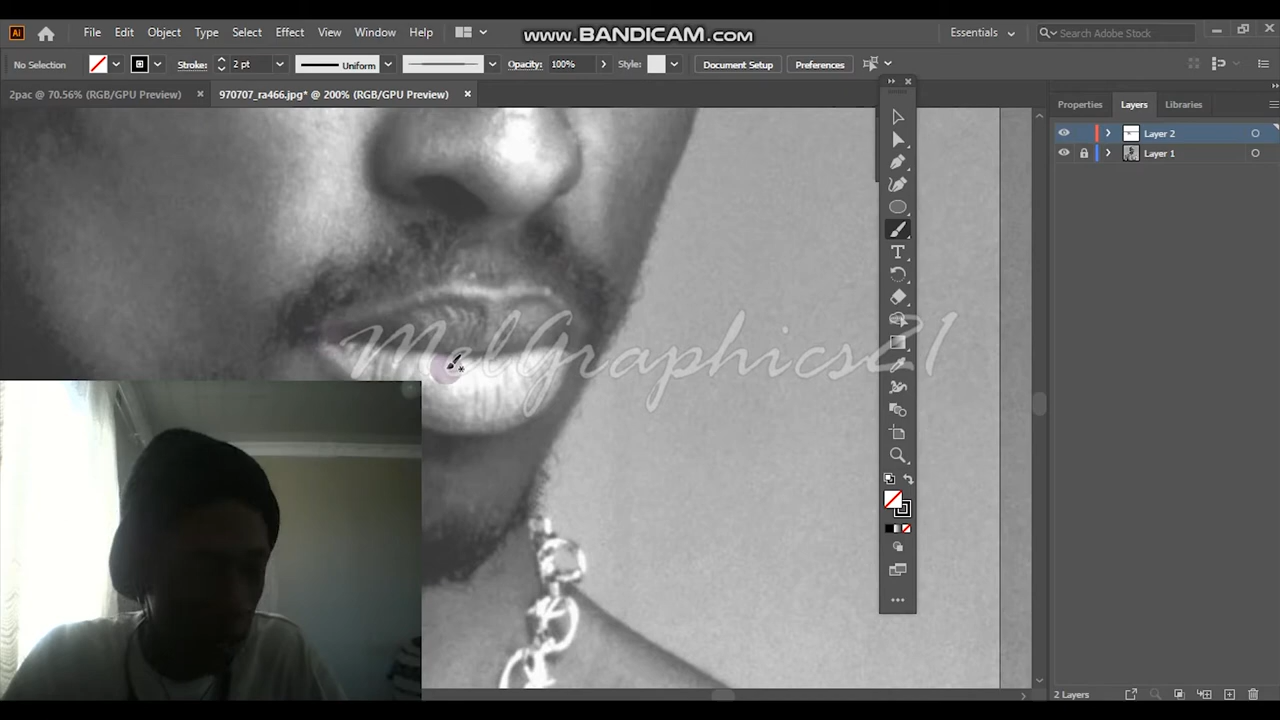 www.BANDICAM.com
Ai File Edit Object Type Select Effect View Window Help Essentials Search Adobe Stock
No Selection Stroke: 2 pt Uniform Opacity: 100% Style: Document Setup Preferences
2pac @ 70.56% (RGB/GPU Preview) × 970707_ra466.jpg* @ 200% (RGB/GPU Preview) ×
Properties Layers Libraries
Layer 2
Layer 1
MelGraphics21
2 Layers